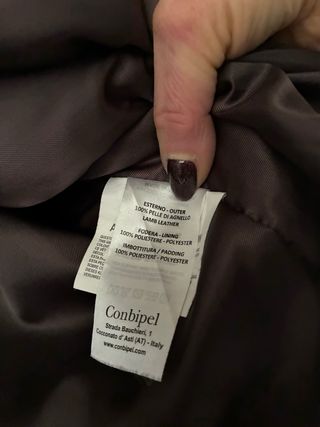 ESTERNO - OUTER
100% PELLE DI AGNELLO
LAMB LEATHER
FODERA - LINING
100% POLIESTERE - POLYESTER
IMBOTTITURA / PADDING
100% POLIESTERE - POLYESTER
Conbipel
Strada Bauchieri, 1
Cocconato d' Asti (AT) - Italy
www.conbipel.com